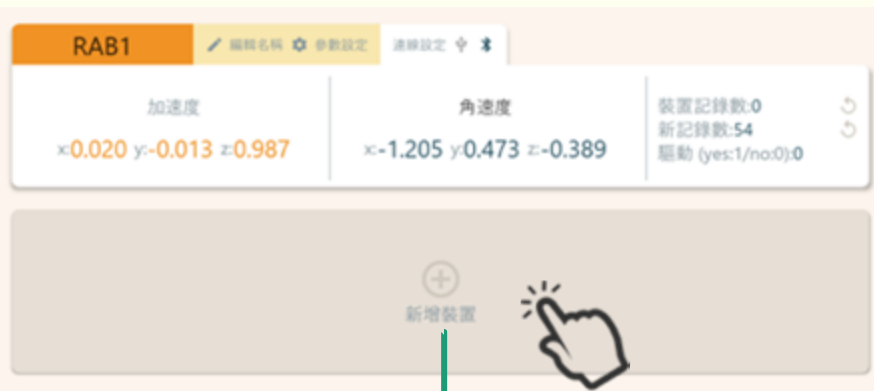 RAB1 編輯名稱 參數設定 連線設定
加速度
x:0.020 y:-0.013 z:0.987
角速度
x:-1.205 y:0.473 z:-0.389
裝置記錄數:0
新記錄數:54
驅動 (yes:1/no:0):0
新增裝置